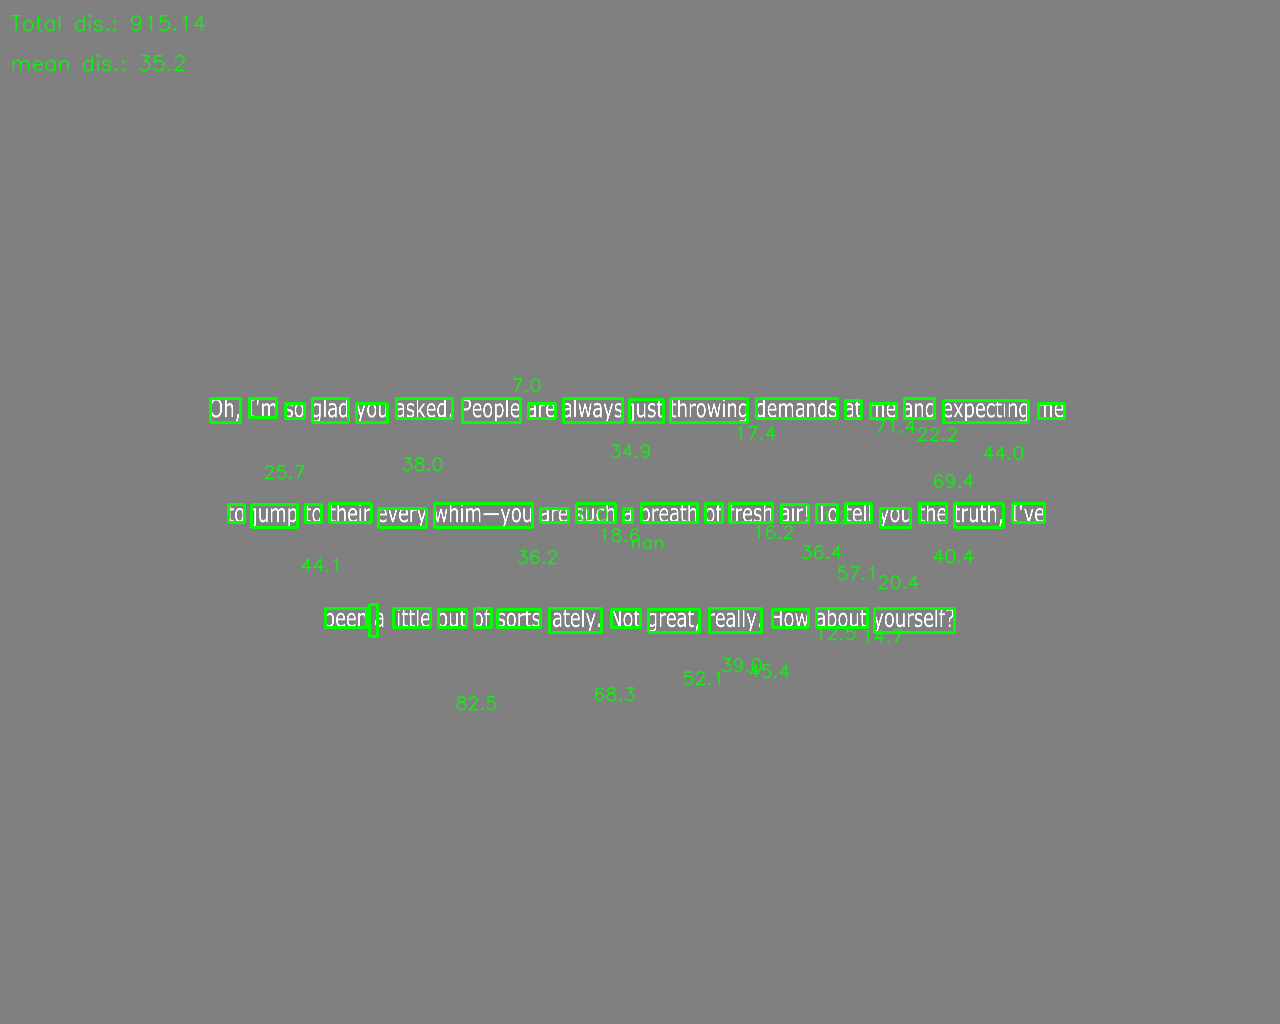 Total dis.: 915.14
mean dis.: 35.2
7.0
Oh, I'm so glad you asked. People are always just throwing demands at me and expecting me
17.4 71.4 22.2
34.9 44.0
25.7 38.0 69.4
to jump to their every whim—you are such a breath of fresh air! To tell you the truth, I've
18.6 nan 16.2
44.1 36.2 36.4 40.4
57.1 20.4
been a little out of sorts lately. Not great, really. How about yourself?
12.5 14.7
52.1 39.0 45.4
82.5 68.3